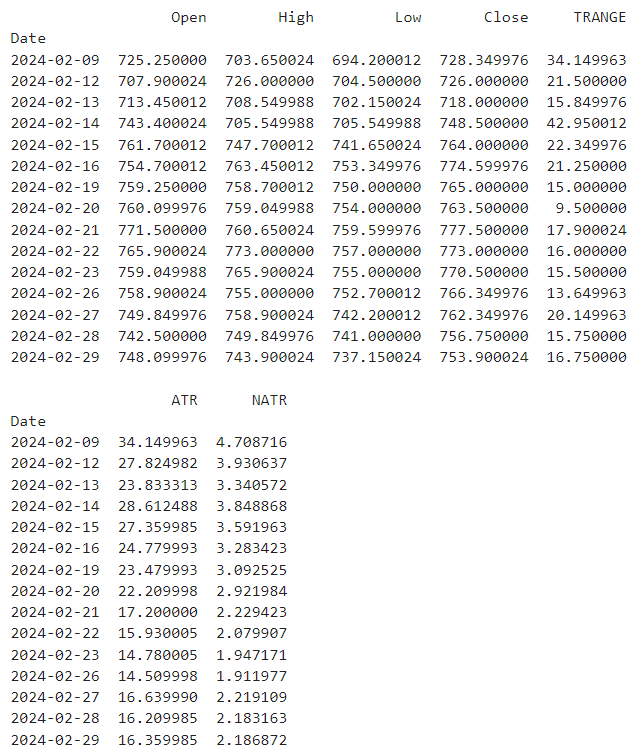 Open High Low Close TRANGE
Date
2024-02-09 725.250000 703.650024 694.200012 728.349976 34.149963
2024-02-12 707.900024 726.000000 704.500000 726.000000 21.500000
2024-02-13 713.450012 708.549988 702.150024 718.000000 15.849976
2024-02-14 743.400024 705.549988 705.549988 748.500000 42.950012
2024-02-15 761.700012 747.700012 741.650024 764.000000 22.349976
2024-02-16 754.700012 763.450012 753.349976 774.599976 21.250000
2024-02-19 759.250000 758.700012 750.000000 765.000000 15.000000
2024-02-20 760.099976 759.049988 754.000000 763.500000 9.500000
2024-02-21 771.500000 760.650024 759.599976 777.500000 17.900024
2024-02-22 765.900024 773.000000 757.000000 773.000000 16.000000
2024-02-23 759.049988 765.900024 755.000000 770.500000 15.500000
2024-02-26 758.900024 755.000000 752.700012 766.349976 13.649963
2024-02-27 749.849976 758.900024 742.200012 762.349976 20.149963
2024-02-28 742.500000 749.849976 741.000000 756.750000 15.750000
2024-02-29 748.099976 743.900024 737.150024 753.900024 16.750000
ATR NATR
Date
2024-02-09 34.149963 4.708716
2024-02-12 27.824982 3.930637
2024-02-13 23.833313 3.340572
2024-02-14 28.612488 3.848868
2024-02-15 27.359985 3.591963
2024-02-16 24.779993 3.283423
2024-02-19 23.479993 3.092525
2024-02-20 22.209998 2.921984
2024-02-21 17.200000 2.229423
2024-02-22 15.930005 2.079907
2024-02-23 14.780005 1.947171
2024-02-26 14.509998 1.911977
2024-02-27 16.639990 2.219109
2024-02-28 16.209985 2.183163
2024-02-29 16.359985 2.186872